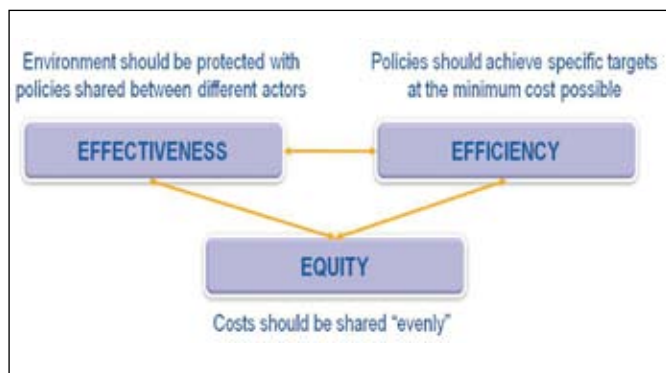 Environment should be protected with
policies shared between different actors
Policies should achieve specific targets
at the minimum cost possible
EFFECTIVENESS
EFFICIENCY
EQUITY
Costs should be shared “evenly”